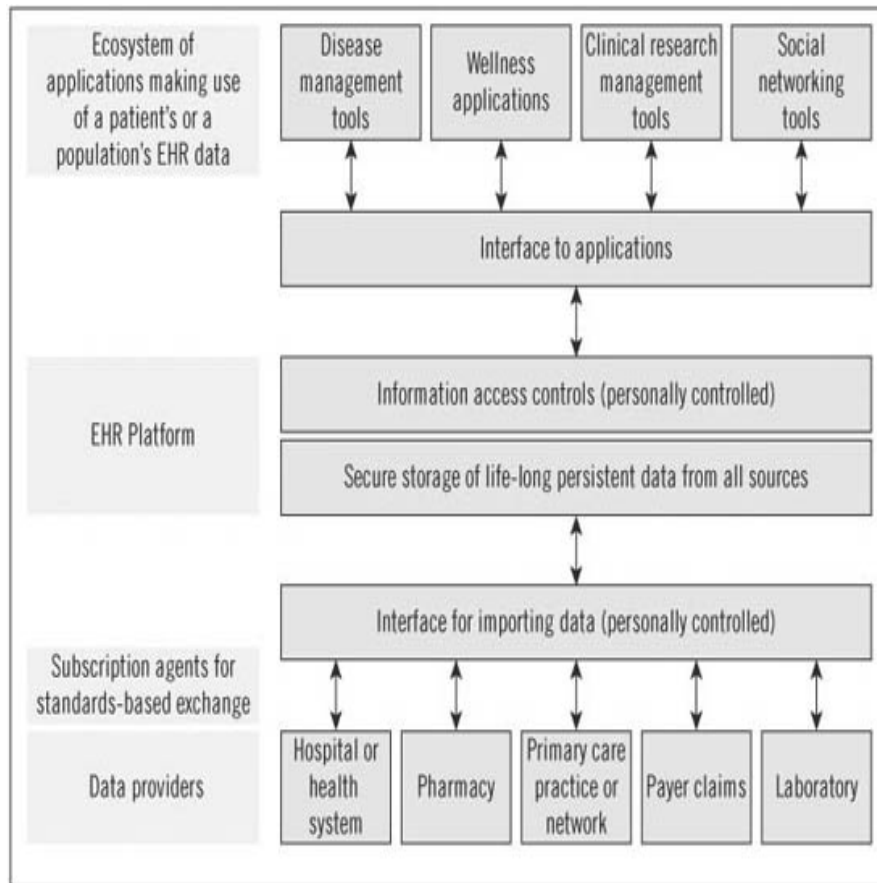 Ecosystem of
applications making use
of a patient's or a
population's EHR data
Disease
management
tools
Wellness
applications
Clinical research
management
tools
Social
networking
tools
Interface to applications
EHR Platform
Information access controls (personally controlled)
Secure storage of life-long persistent data from all sources
Interface for importing data (personally controlled)
Subscription agents for
standards-based exchange
Data providers
Hospital or
health
system
Pharmacy
Primary care
practice or
network
Payer claims
Laboratory